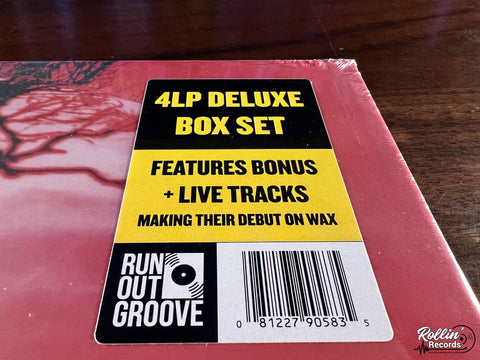 4LP DELUXE
BOX SET
FEATURES BONUS
+ LIVE TRACKS
MAKING THEIR DEBUT ON WAX
RUN
OUT
GROOVE
0 81227 90583 5
Rollin'
Records